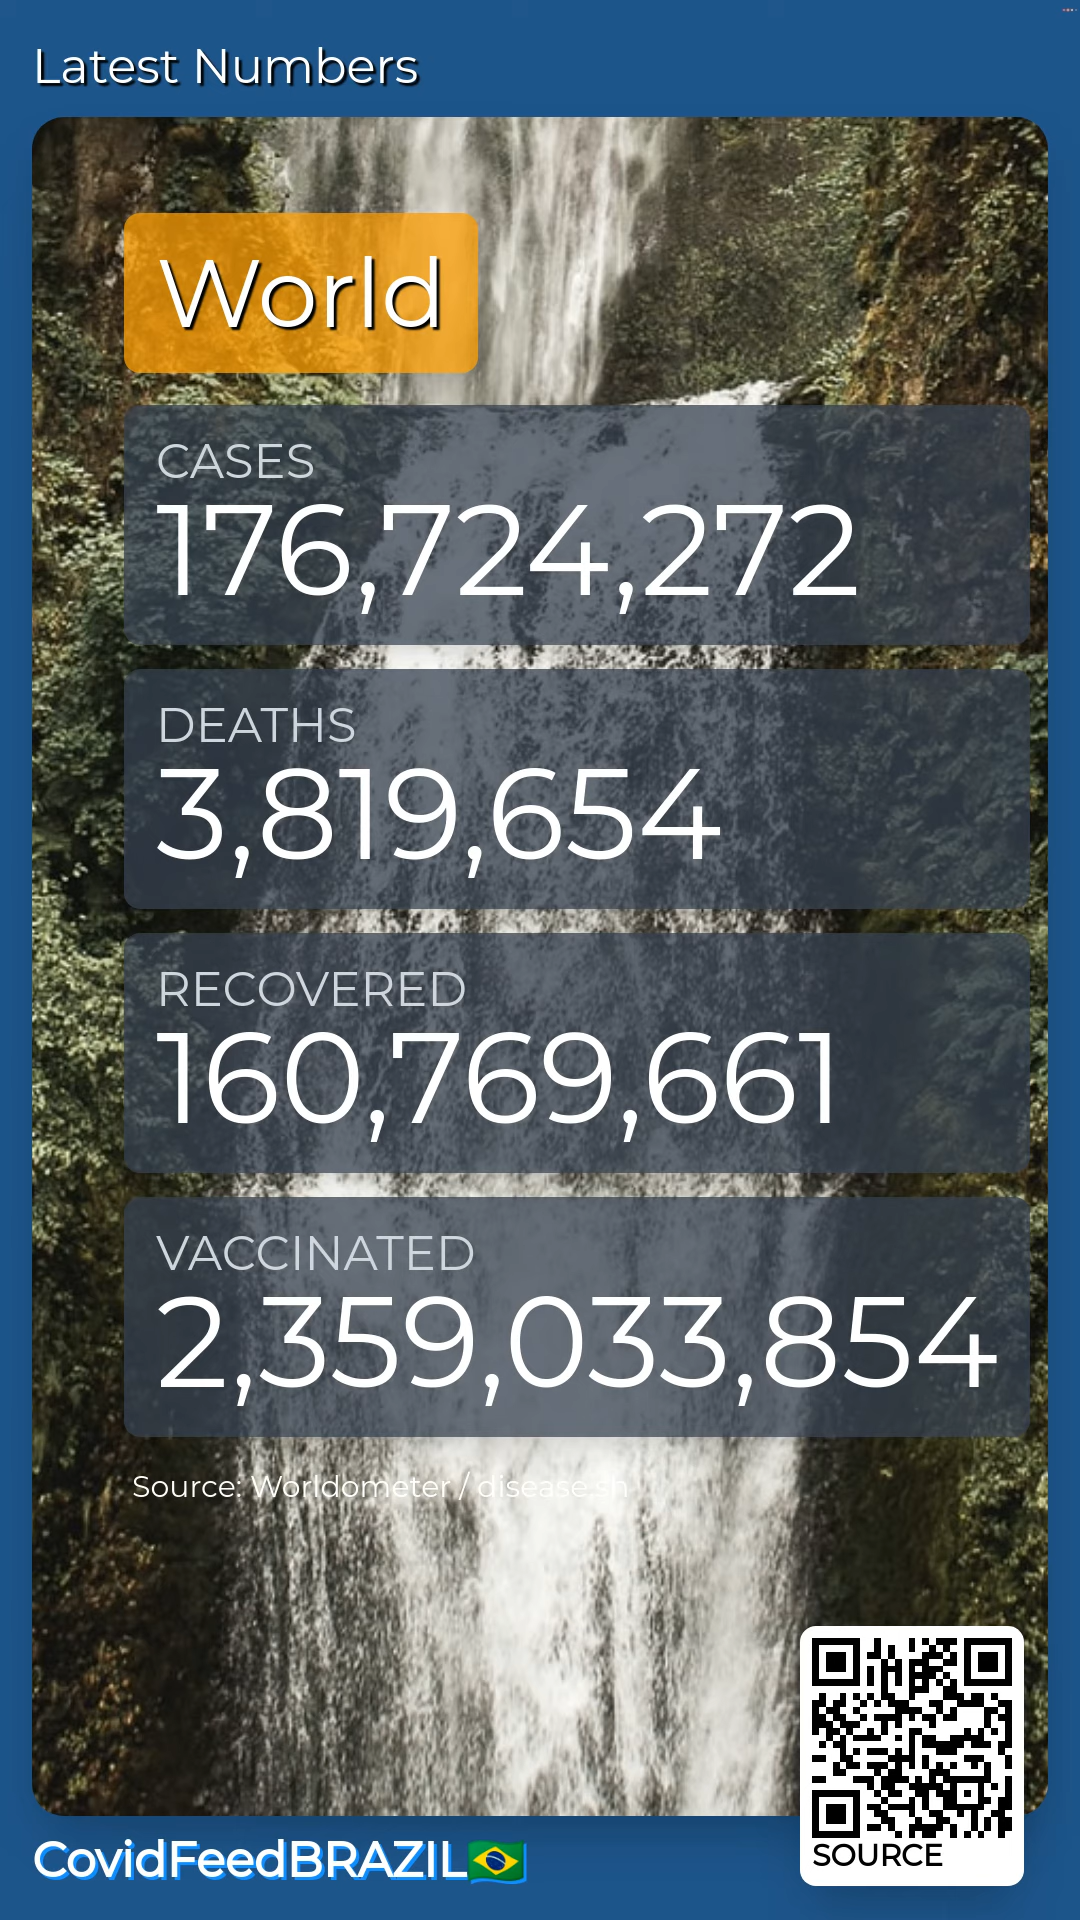 Latest Numbers
World
CASES
176,724,272
DEATHS
3,819,654
RECOVERED
160,769,661
VACCINATED
2,359,033,854
Source: Worldometer / disease.sh
SOURCE
CovidFeedBRAZIL🇧🇷